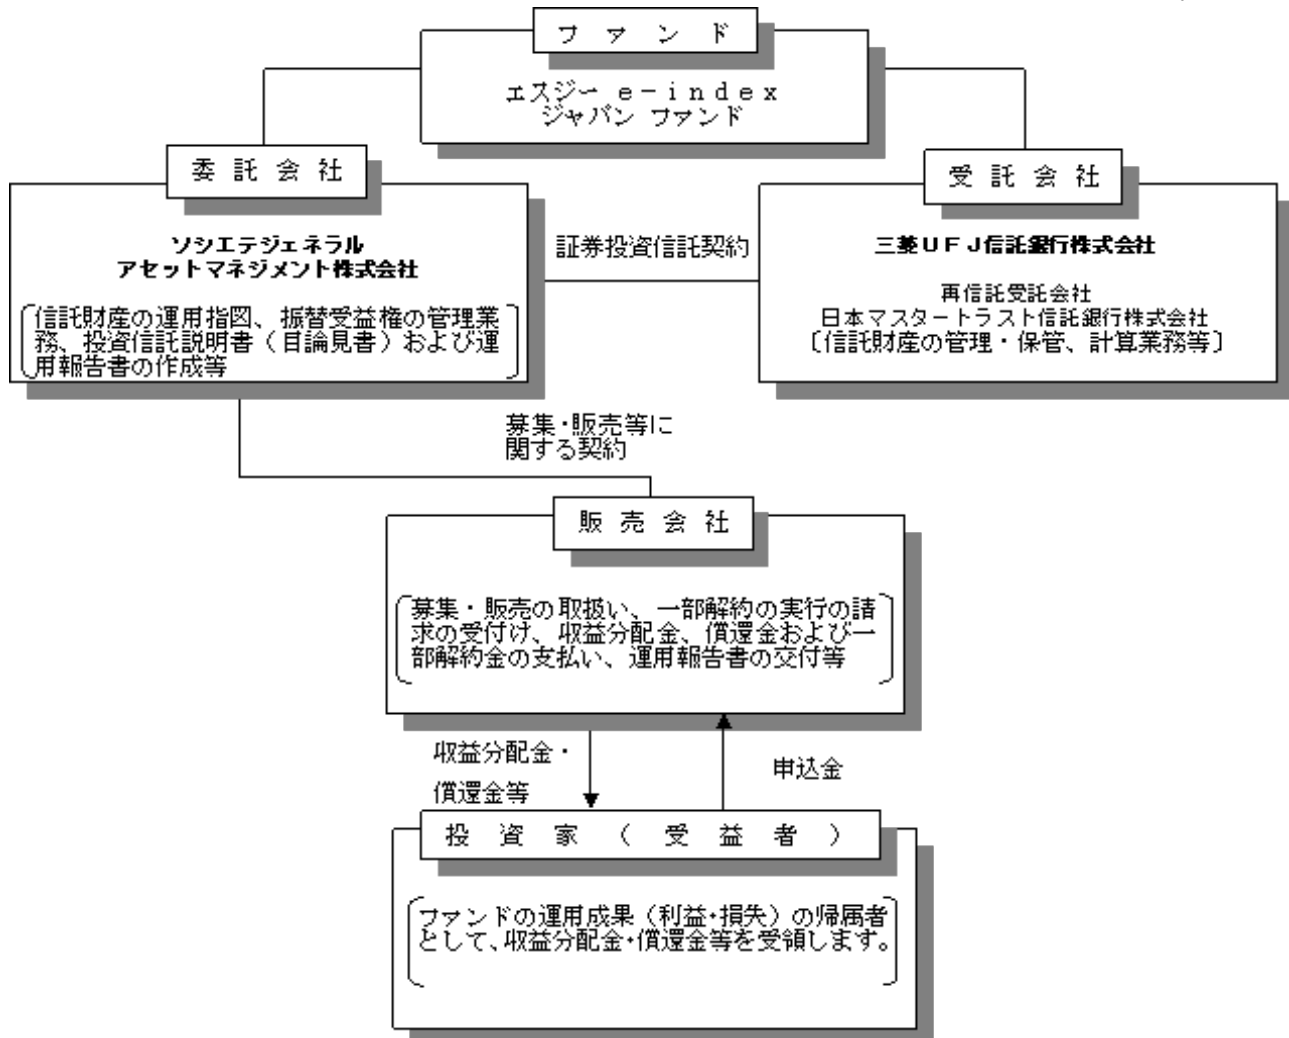 ファンド
エスジー e－index
ジャパン ファンド
委託会社
ソシエテジェネラル
アセットマネジメント株式会社
信託財産の運用指図、振替受益権の管理業
務、投資信託説明書（目論見書）および運
用報告書の作成等
証券投資信託契約
受託会社
三菱ＵＦＪ信託銀行株式会社
再信託受託会社
日本マスタートラスト信託銀行株式会社
〔信託財産の管理・保管、計算業務等〕
募集・販売等に
関する契約
販売会社
募集・販売の取扱い、一部解約の実行の請
求の受付け、収益分配金、償還金および一
部解約金の支払い、運用報告書の交付等
収益分配金・
償還金等
申込金
投資家（受益者）
ファンドの運用成果（利益・損失）の帰属者
として、収益分配金・償還金等を受領します。